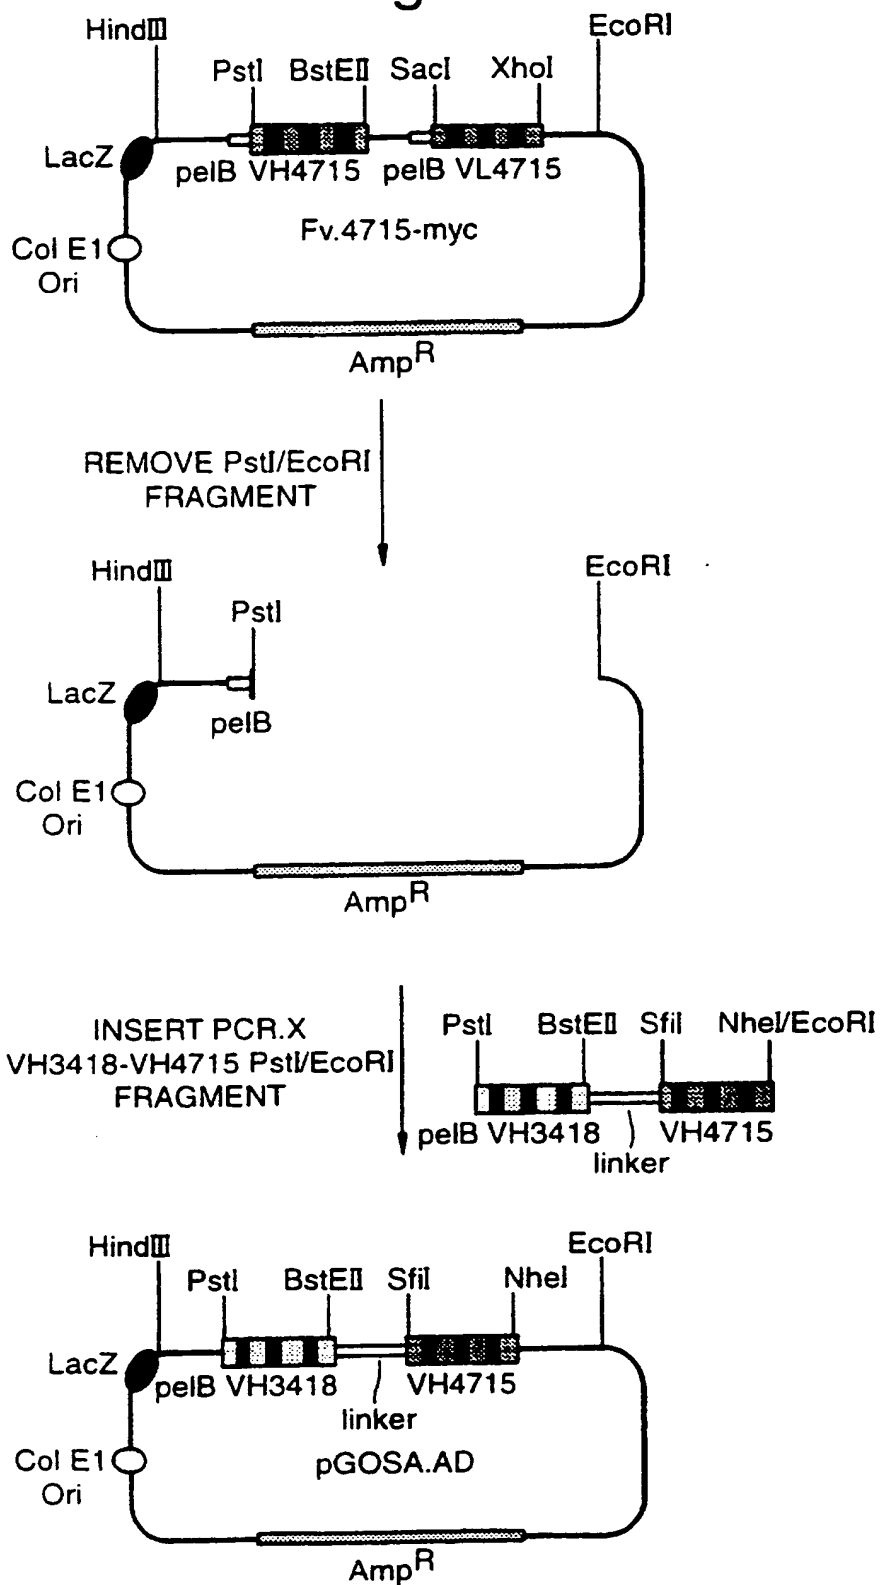 g
HindIII
EcoRI
PstI BstEII SacI XhoI
LacZ
pelB VH4715 pelB VL4715
Fv.4715-myc
Col E1
Ori
AmpR
REMOVE PstI/EcoRI
FRAGMENT
HindIII
EcoRI
PstI
LacZ
pelB
Col E1
Ori
AmpR
INSERT PCR.X
VH3418-VH4715 PstI/EcoRI
FRAGMENT
PstI BstEII SfiI NheI/EcoRI
pelB VH3418 VH4715
linker
HindIII
EcoRI
PstI BstEII SfiI NheI
LacZ
pelB VH3418 VH4715
linker
Col E1
Ori
pGOSA.AD
AmpR